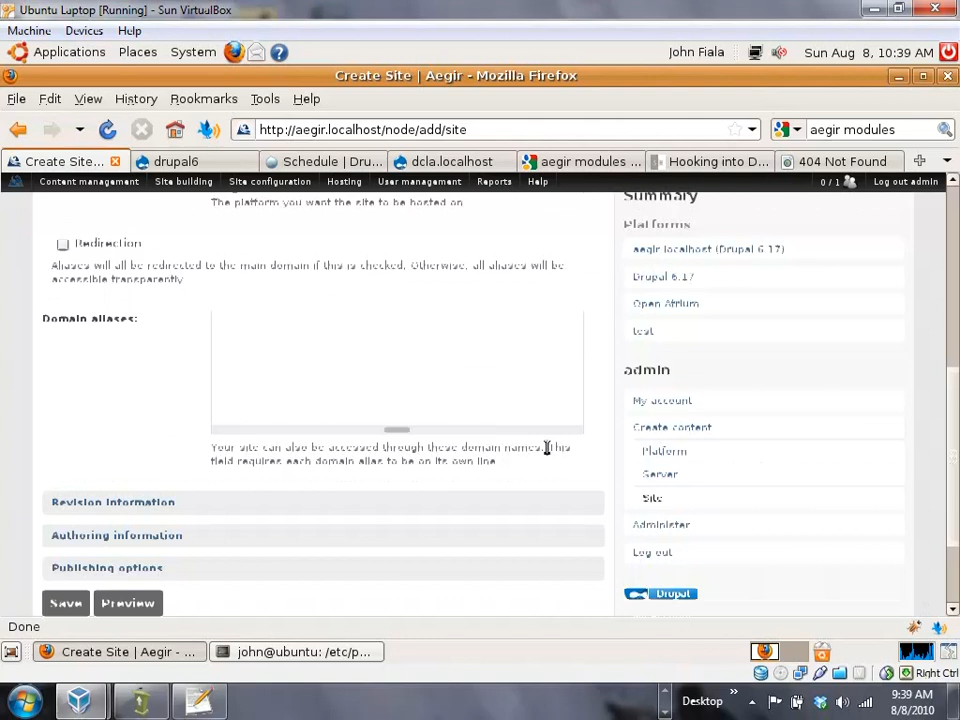 Ubuntu Laptop [Running] - Sun VirtualBox
Machine Devices Help
Applications Places System John Fiala Sun Aug 8, 10:39 AM
Create Site | Aegir - Mozilla Firefox
File Edit View History Bookmarks Tools Help
http://aegir.localhost/node/add/site aegir modules
Create Site... drupal6 Schedule | Dru... dcla.localhost aegir modules ... Hooking into D... 404 Not Found
Content management Site building Site configuration Hosting User management Reports Help 0 / 1 Log out admin
The platform you want the site to be hosted on
Redirection
Aliases will all be redirected to the main domain if this is checked. Otherwise, all aliases will be
accessible transparently
Domain aliases:
Your site can also be accessed through these domain names. This
field requires each domain alias to be on its own line
Revision information
Authoring information
Publishing options
Save Preview
Summary
Platforms
aegir.localhost (Drupal 6.17)
Drupal 6.17
Open Atrium
test
admin
My account
Create content
Platform
Server
Site
Administer
Log out
Drupal
Done
Create Site | Aegir - ... john@ubuntu: /etc/p...
Right Ctrl
Desktop 9:39 AM
8/8/2010